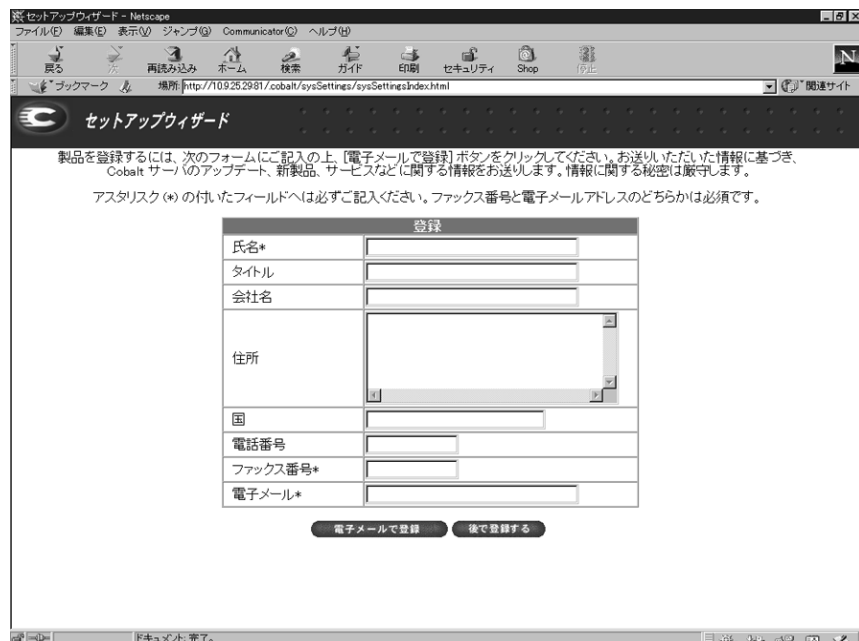 セットアップウィザード - Netscape
ファイル(F) 編集(E) 表示(V) ジャンプ(G) Communicator(C) ヘルプ(H)
戻る 次 再読み込み ホーム 検索 ガイド 印刷 セキュリティ Shop 停止
N
ブックマーク 場所: http://10.9.25.29:81/.cobalt/sysSettings/sysSettingsIndex.html 関連サイト
セットアップウィザード
製品を登録するには、次のフォームにご記入の上、[電子メールで登録] ボタンをクリックしてください。お送りいただいた情報に基づき、
Cobalt サーバのアップデート、新製品、サービスなどに関する情報をお送りします。情報に関する秘密は厳守します。
アスタリスク (*) の付いたフィールドへは必ずご記入ください。ファックス番号と電子メールアドレスのどちらかは必須です。
登録
氏名*
タイトル
会社名
住所
国
電話番号
ファックス番号*
電子メール*
電子メールで登録 後で登録する
ドキュメント: 完了。